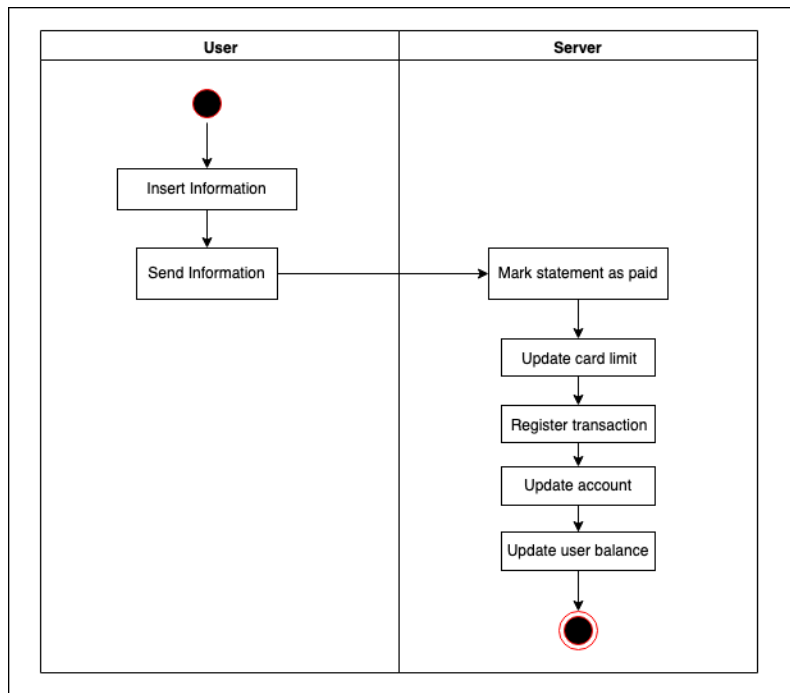 User
Server
Insert Information
Send Information
Mark statement as paid
Update card limit
Register transaction
Update account
Update user balance